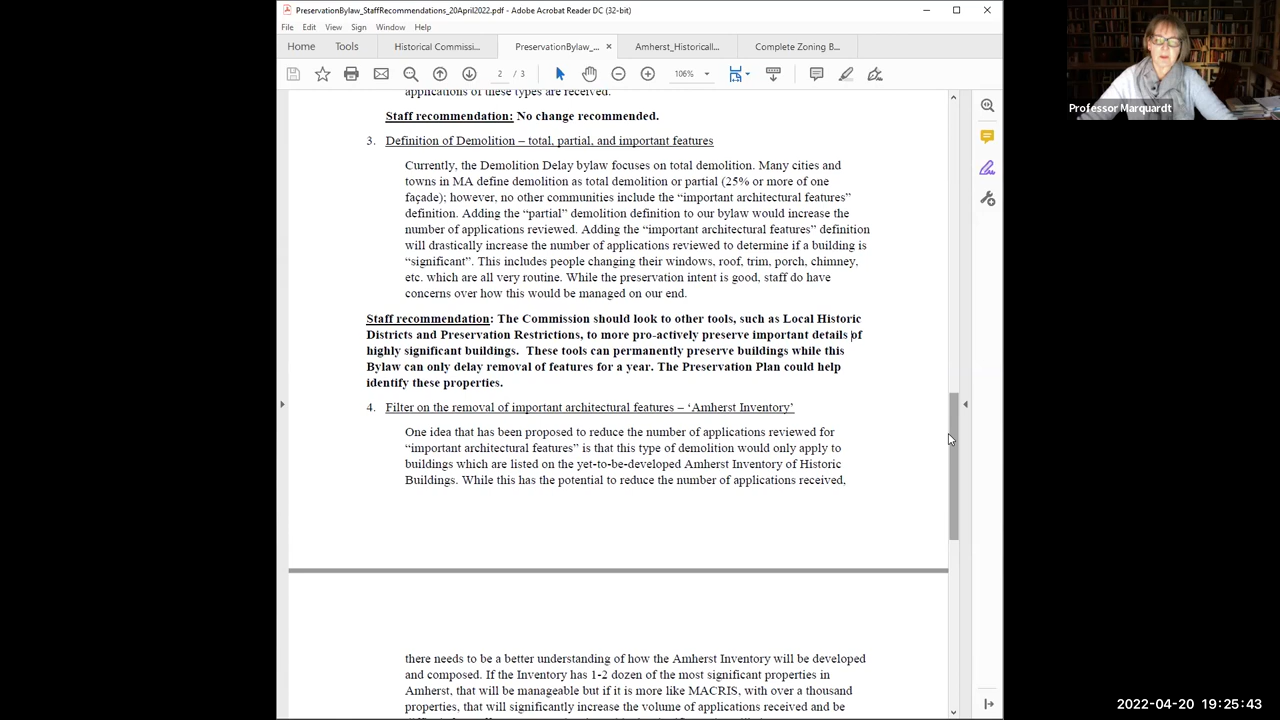 PreservationBylaw_StaffRecommendations_20April2022.pdf - Adobe Acrobat Reader DC (32-bit)
File Edit View Sign Window Help
Home Tools Historical Commissi... PreservationBylaw_... × Amherst_Historicall... Complete Zoning B...
2 / 3 106%
applications of these types are received.
Staff recommendation: No change recommended.
3. Definition of Demolition – total, partial, and important features
Currently, the Demolition Delay bylaw focuses on total demolition. Many cities and
towns in MA define demolition as total demolition or partial (25% or more of one
façade); however, no other communities include the “important architectural features”
definition. Adding the “partial” demolition definition to our bylaw would increase the
number of applications reviewed. Adding the “important architectural features” definition
will drastically increase the number of applications reviewed to determine if a building is
“significant”. This includes people changing their windows, roof, trim, porch, chimney,
etc. which are all very routine. While the preservation intent is good, staff do have
concerns over how this would be managed on our end.
Staff recommendation: The Commission should look to other tools, such as Local Historic
Districts and Preservation Restrictions, to more pro-actively preserve important details of
highly significant buildings. These tools can permanently preserve buildings while this
Bylaw can only delay removal of features for a year. The Preservation Plan could help
identify these properties.
4. Filter on the removal of important architectural features – ‘Amherst Inventory’
One idea that has been proposed to reduce the number of applications reviewed for
“important architectural features” is that this type of demolition would only apply to
buildings which are listed on the yet-to-be-developed Amherst Inventory of Historic
Buildings. While this has the potential to reduce the number of applications received,
there needs to be a better understanding of how the Amherst Inventory will be developed
and composed. If the Inventory has 1-2 dozen of the most significant properties in
Amherst, that will be manageable but if it is more like MACRIS, with over a thousand
properties, that will significantly increase the volume of applications received and be
Professor Marquardt
2022-04-20 19:25:43